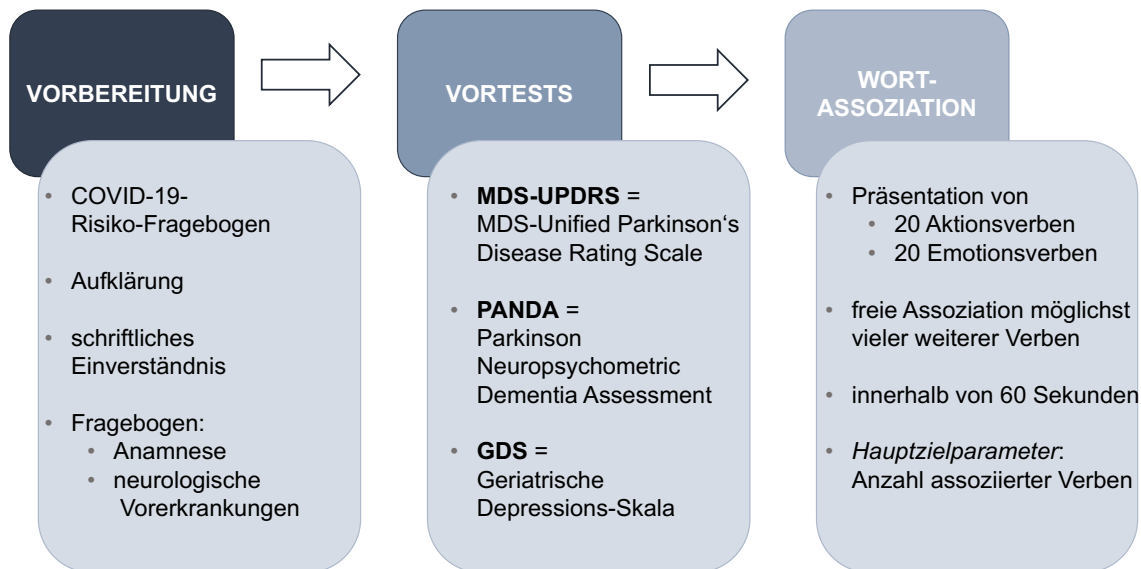 VORBEREITUNG
• COVID-19-
Risiko-Fragebogen
• Aufklärung
• schriftliches
Einverständnis
• Fragebogen:
• Anamnese
• neurologische
Vorerkrankungen
VORTESTS
• MDS-UPDRS =
MDS-Unified Parkinson‘s
Disease Rating Scale
• PANDA =
Parkinson
Neuropsychometric
Dementia Assessment
• GDS =
Geriatrische
Depressions-Skala
WORT-
ASSOZIATION
• Präsentation von
• 20 Aktionsverben
• 20 Emotionsverben
• freie Assoziation möglichst
vieler weiterer Verben
• innerhalb von 60 Sekunden
• Hauptzielparameter:
Anzahl assoziierter Verben